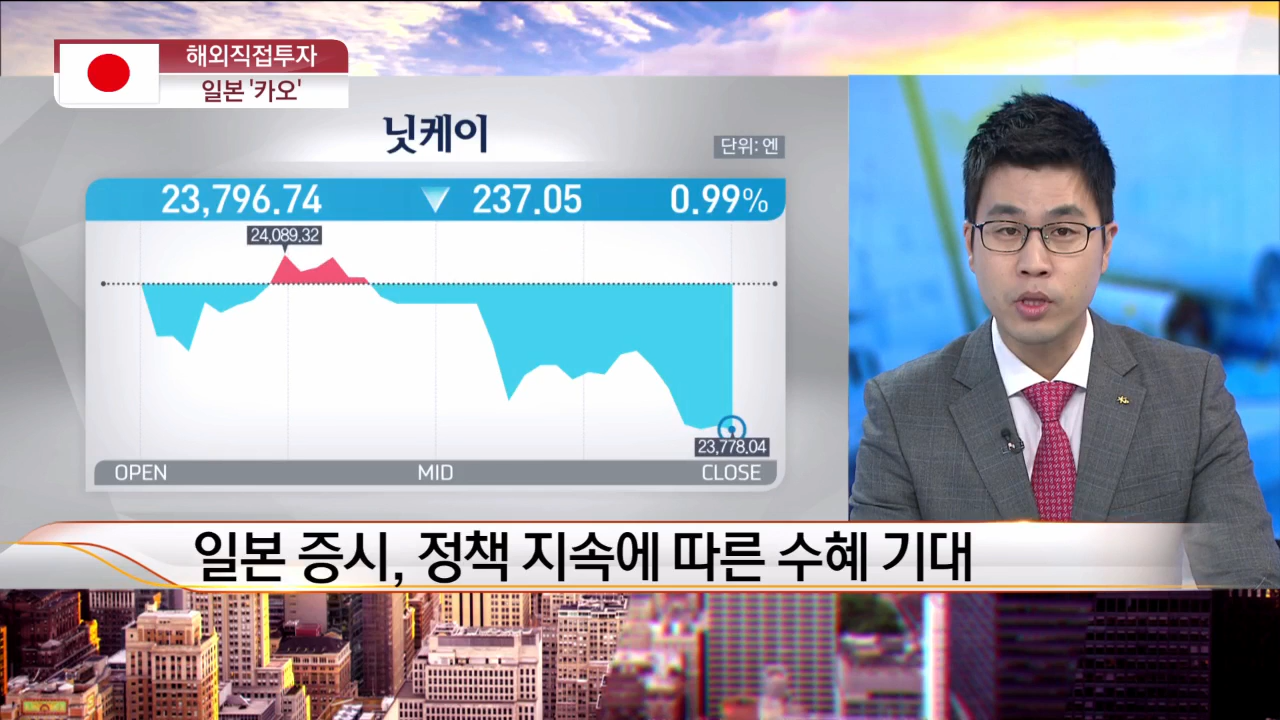 해외직접투자
일본 '카오'
닛케이
단위: 엔
23,796.74 ▼ 237.05 0.99%
24,089.32
23,778.04
OPEN MID CLOSE
일본 증시, 정책 지속에 따른 수혜 기대